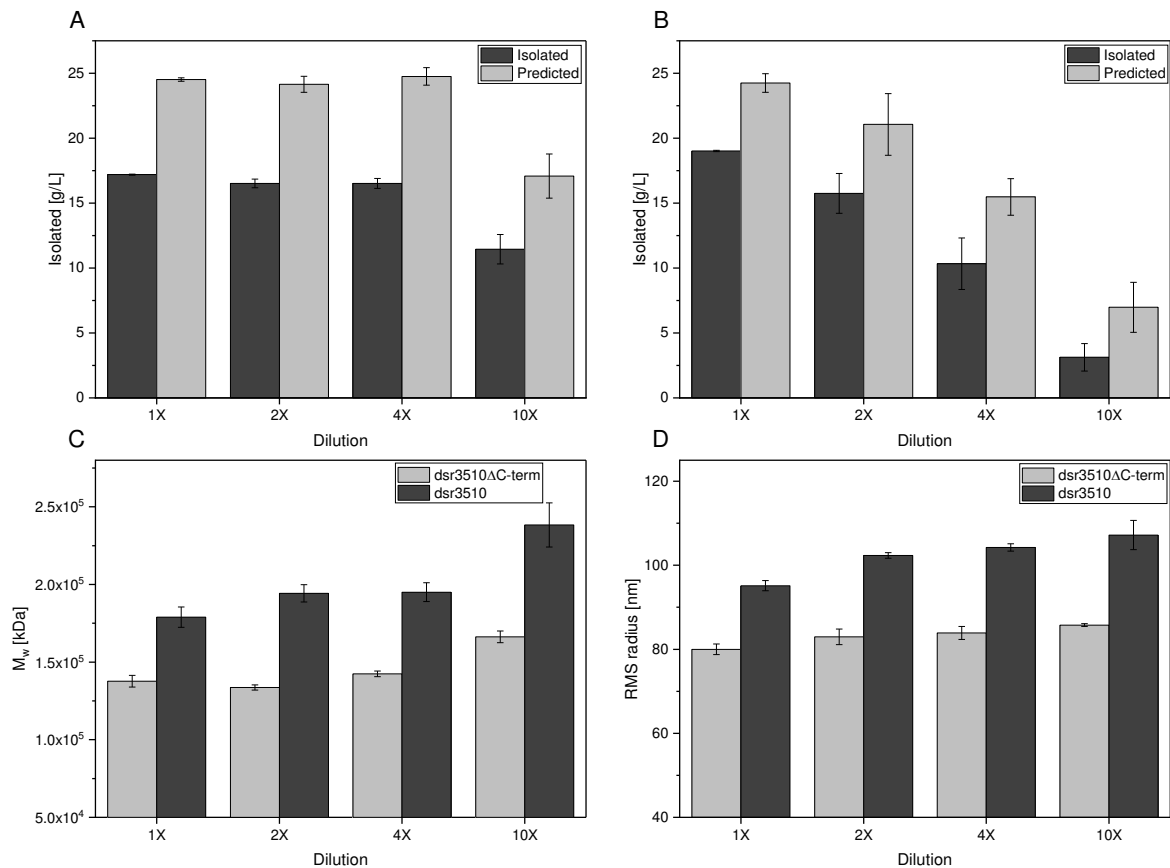 A
Isolated
Predicted
Isolated [g/L]
25
20
15
10
5
0
1X 2X 4X 10X
Dilution
B
Isolated
Predicted
Isolated [g/L]
25
20
15
10
5
0
1X 2X 4X 10X
Dilution
C
dsr3510ΔC-term
dsr3510
M_w [kDa]
2.5x10⁵
2.0x10⁵
1.5x10⁵
1.0x10⁵
5.0x10⁴
1X 2X 4X 10X
Dilution
D
dsr3510ΔC-term
dsr3510
RMS radius [nm]
120
100
80
60
40
1X 2X 4X 10X
Dilution